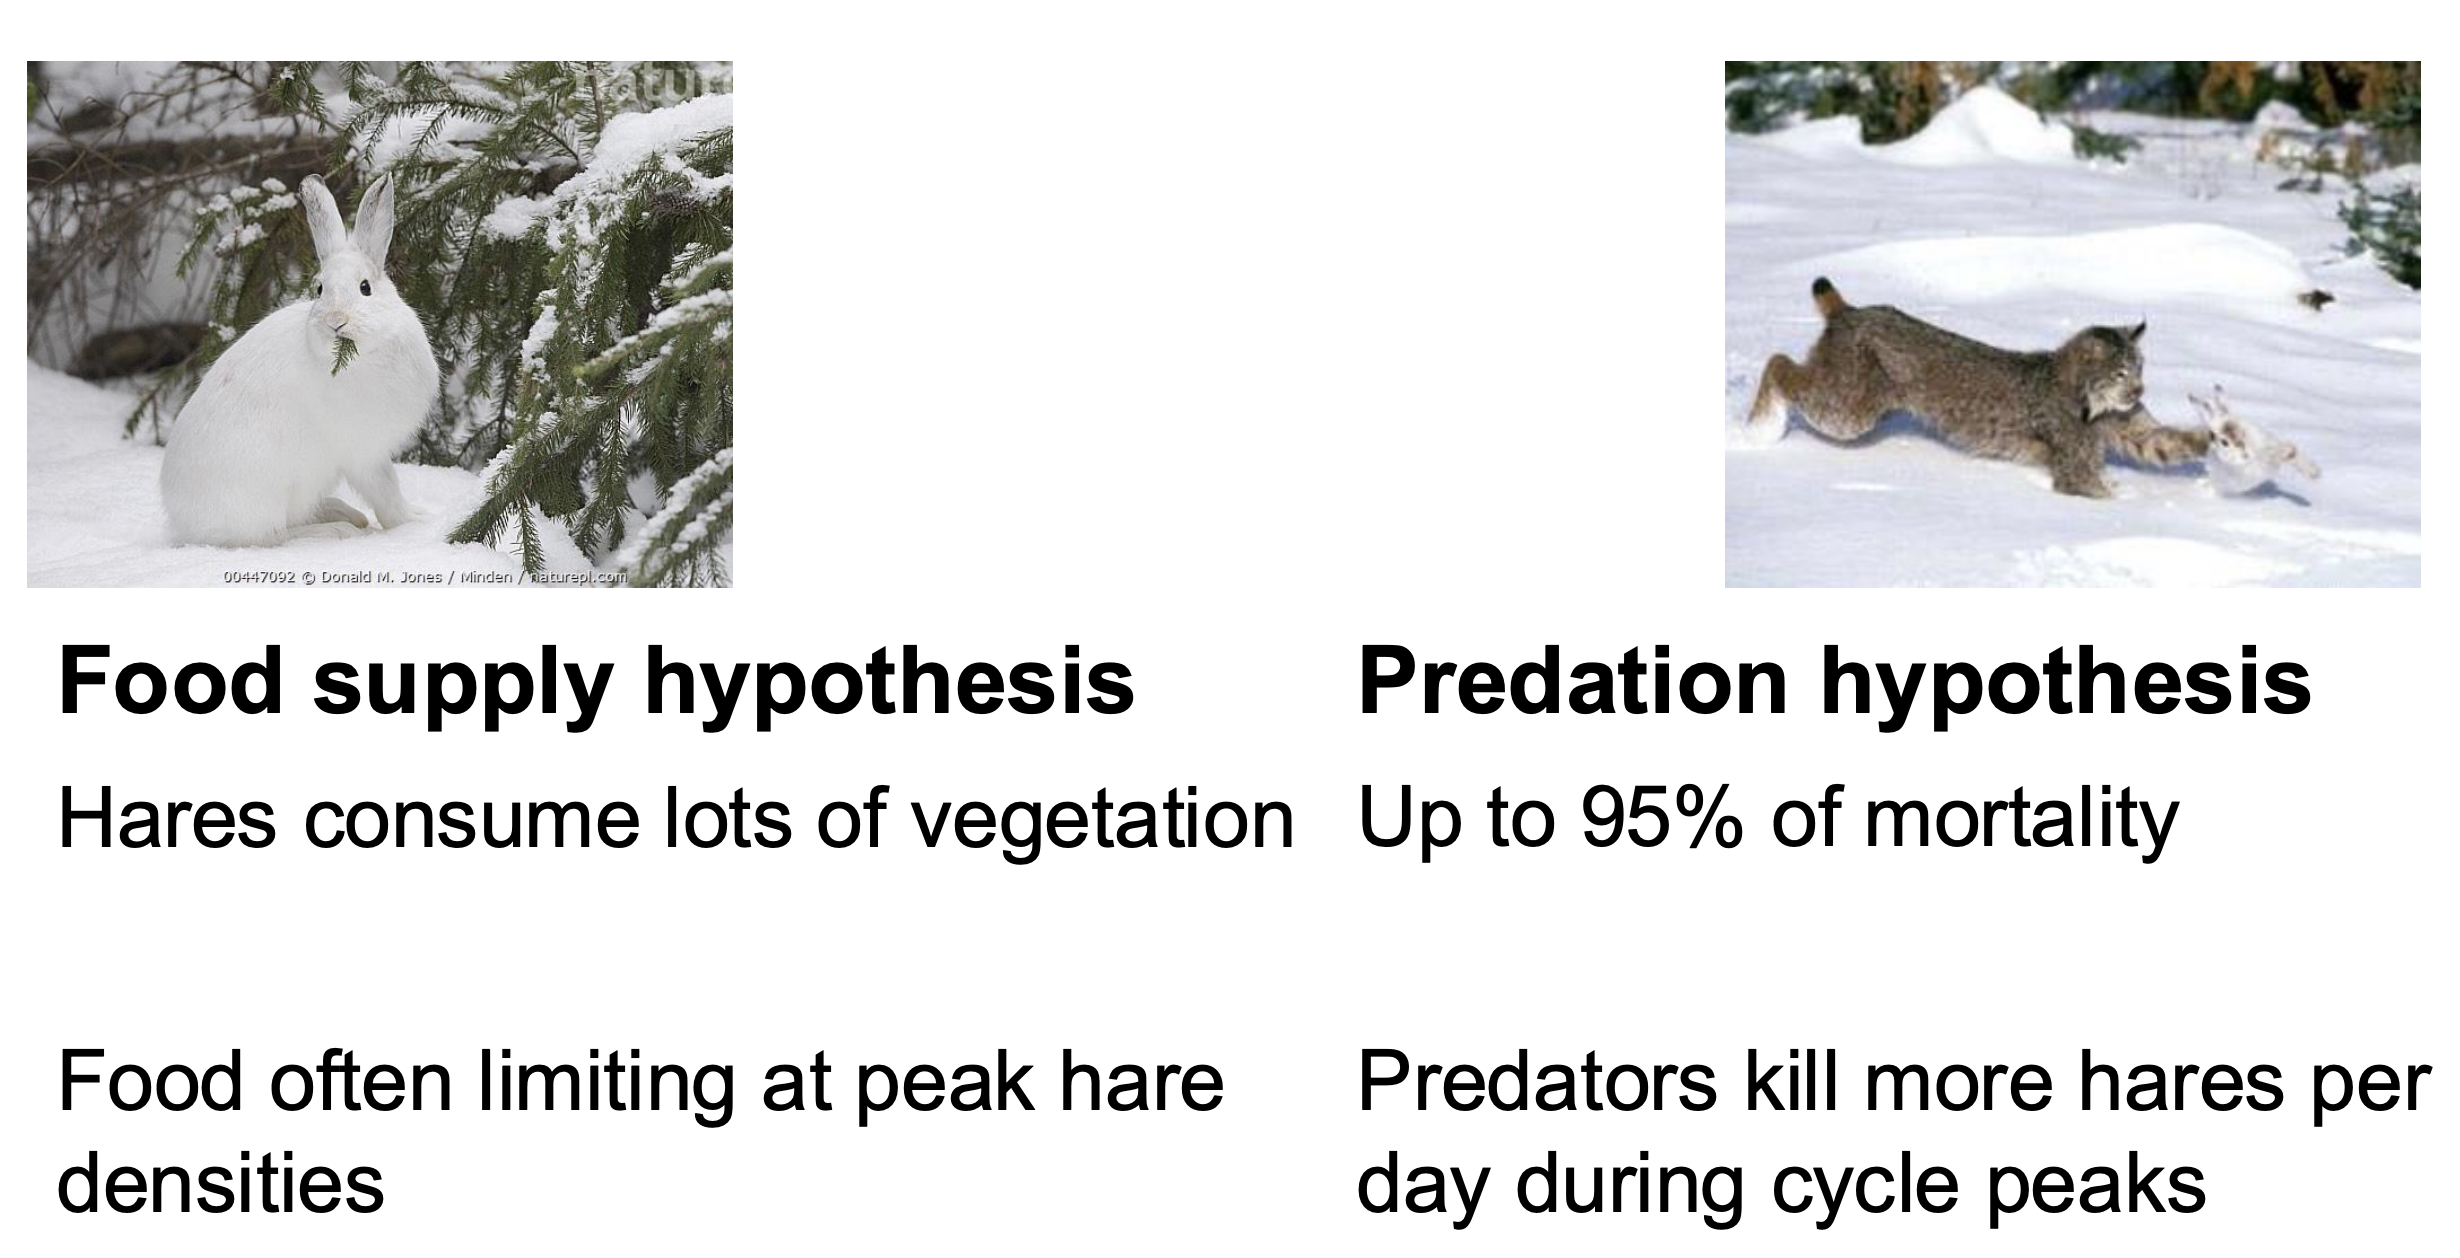 natur
00447092 © Donald M. Jones / Minden / naturepl.com
Food supply hypothesis
Hares consume lots of vegetation
Food often limiting at peak hare
densities
Predation hypothesis
Up to 95% of mortality
Predators kill more hares per
day during cycle peaks